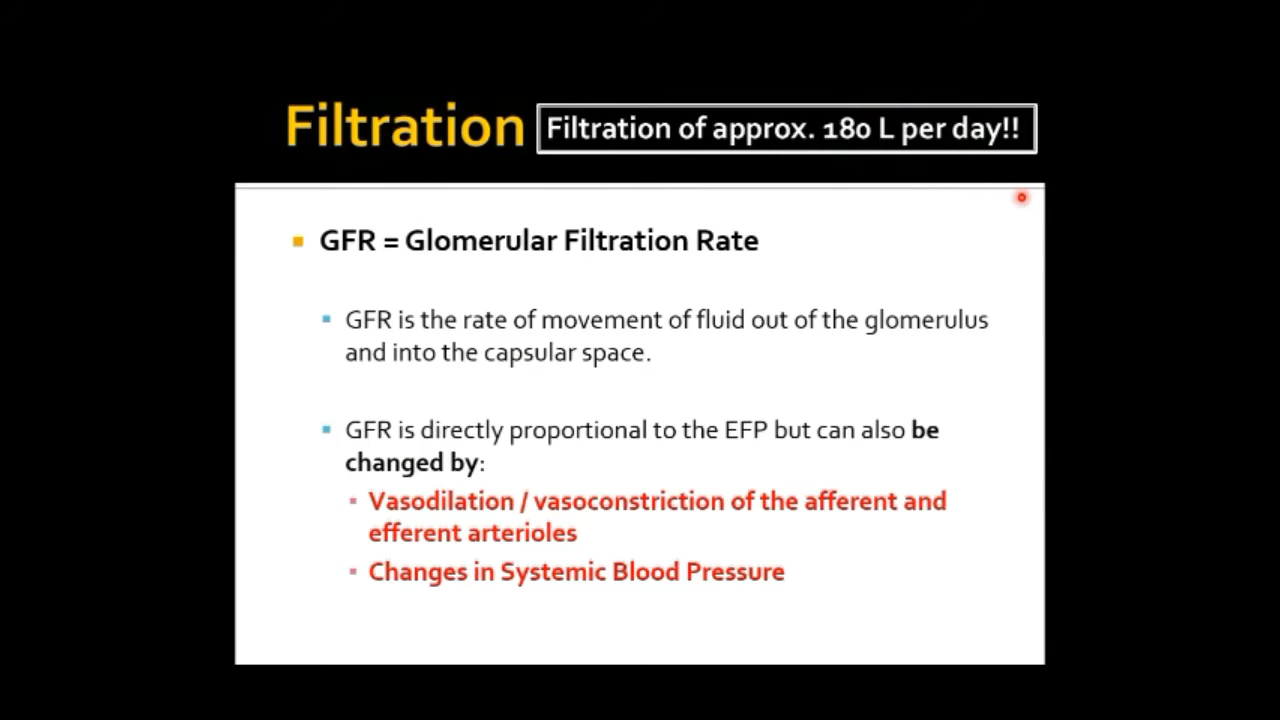 Filtration
Filtration of approx. 180 L per day!!
GFR = Glomerular Filtration Rate
GFR is the rate of movement of fluid out of the glomerulus
and into the capsular space.
GFR is directly proportional to the EFP but can also be
changed by:
Vasodilation / vasoconstriction of the afferent and
efferent arterioles
Changes in Systemic Blood Pressure